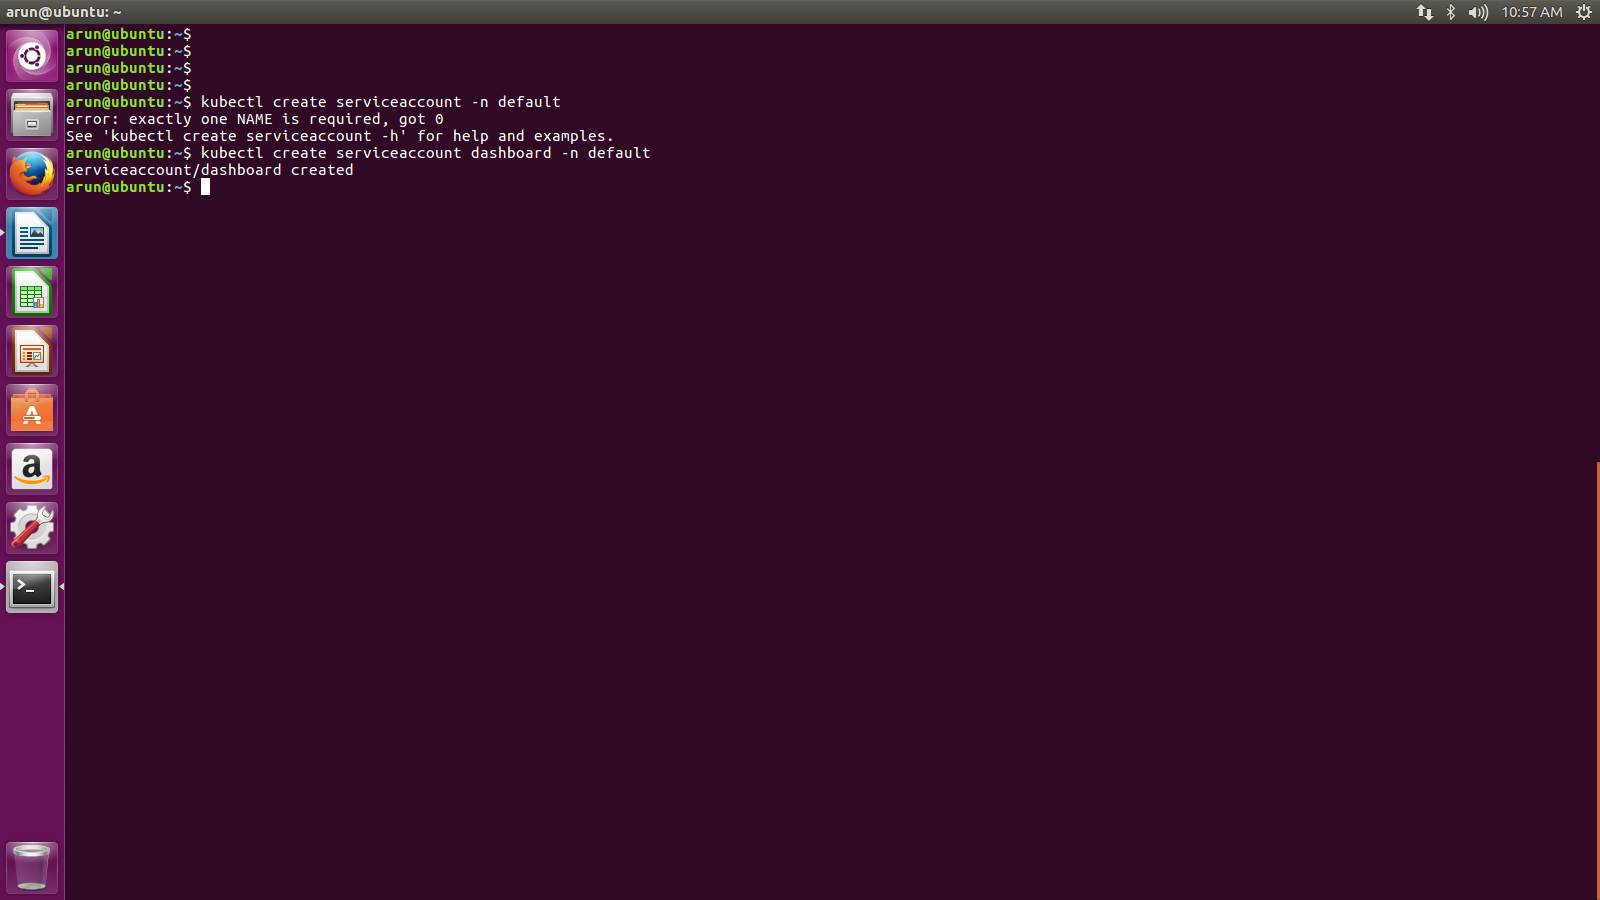 arun@ubuntu: ~
10:57 AM
arun@ubuntu:~$
arun@ubuntu:~$
arun@ubuntu:~$
arun@ubuntu:~$
arun@ubuntu:~$ kubectl create serviceaccount -n default
error: exactly one NAME is required, got 0
See 'kubectl create serviceaccount -h' for help and examples.
arun@ubuntu:~$ kubectl create serviceaccount dashboard -n default
serviceaccount/dashboard created
arun@ubuntu:~$